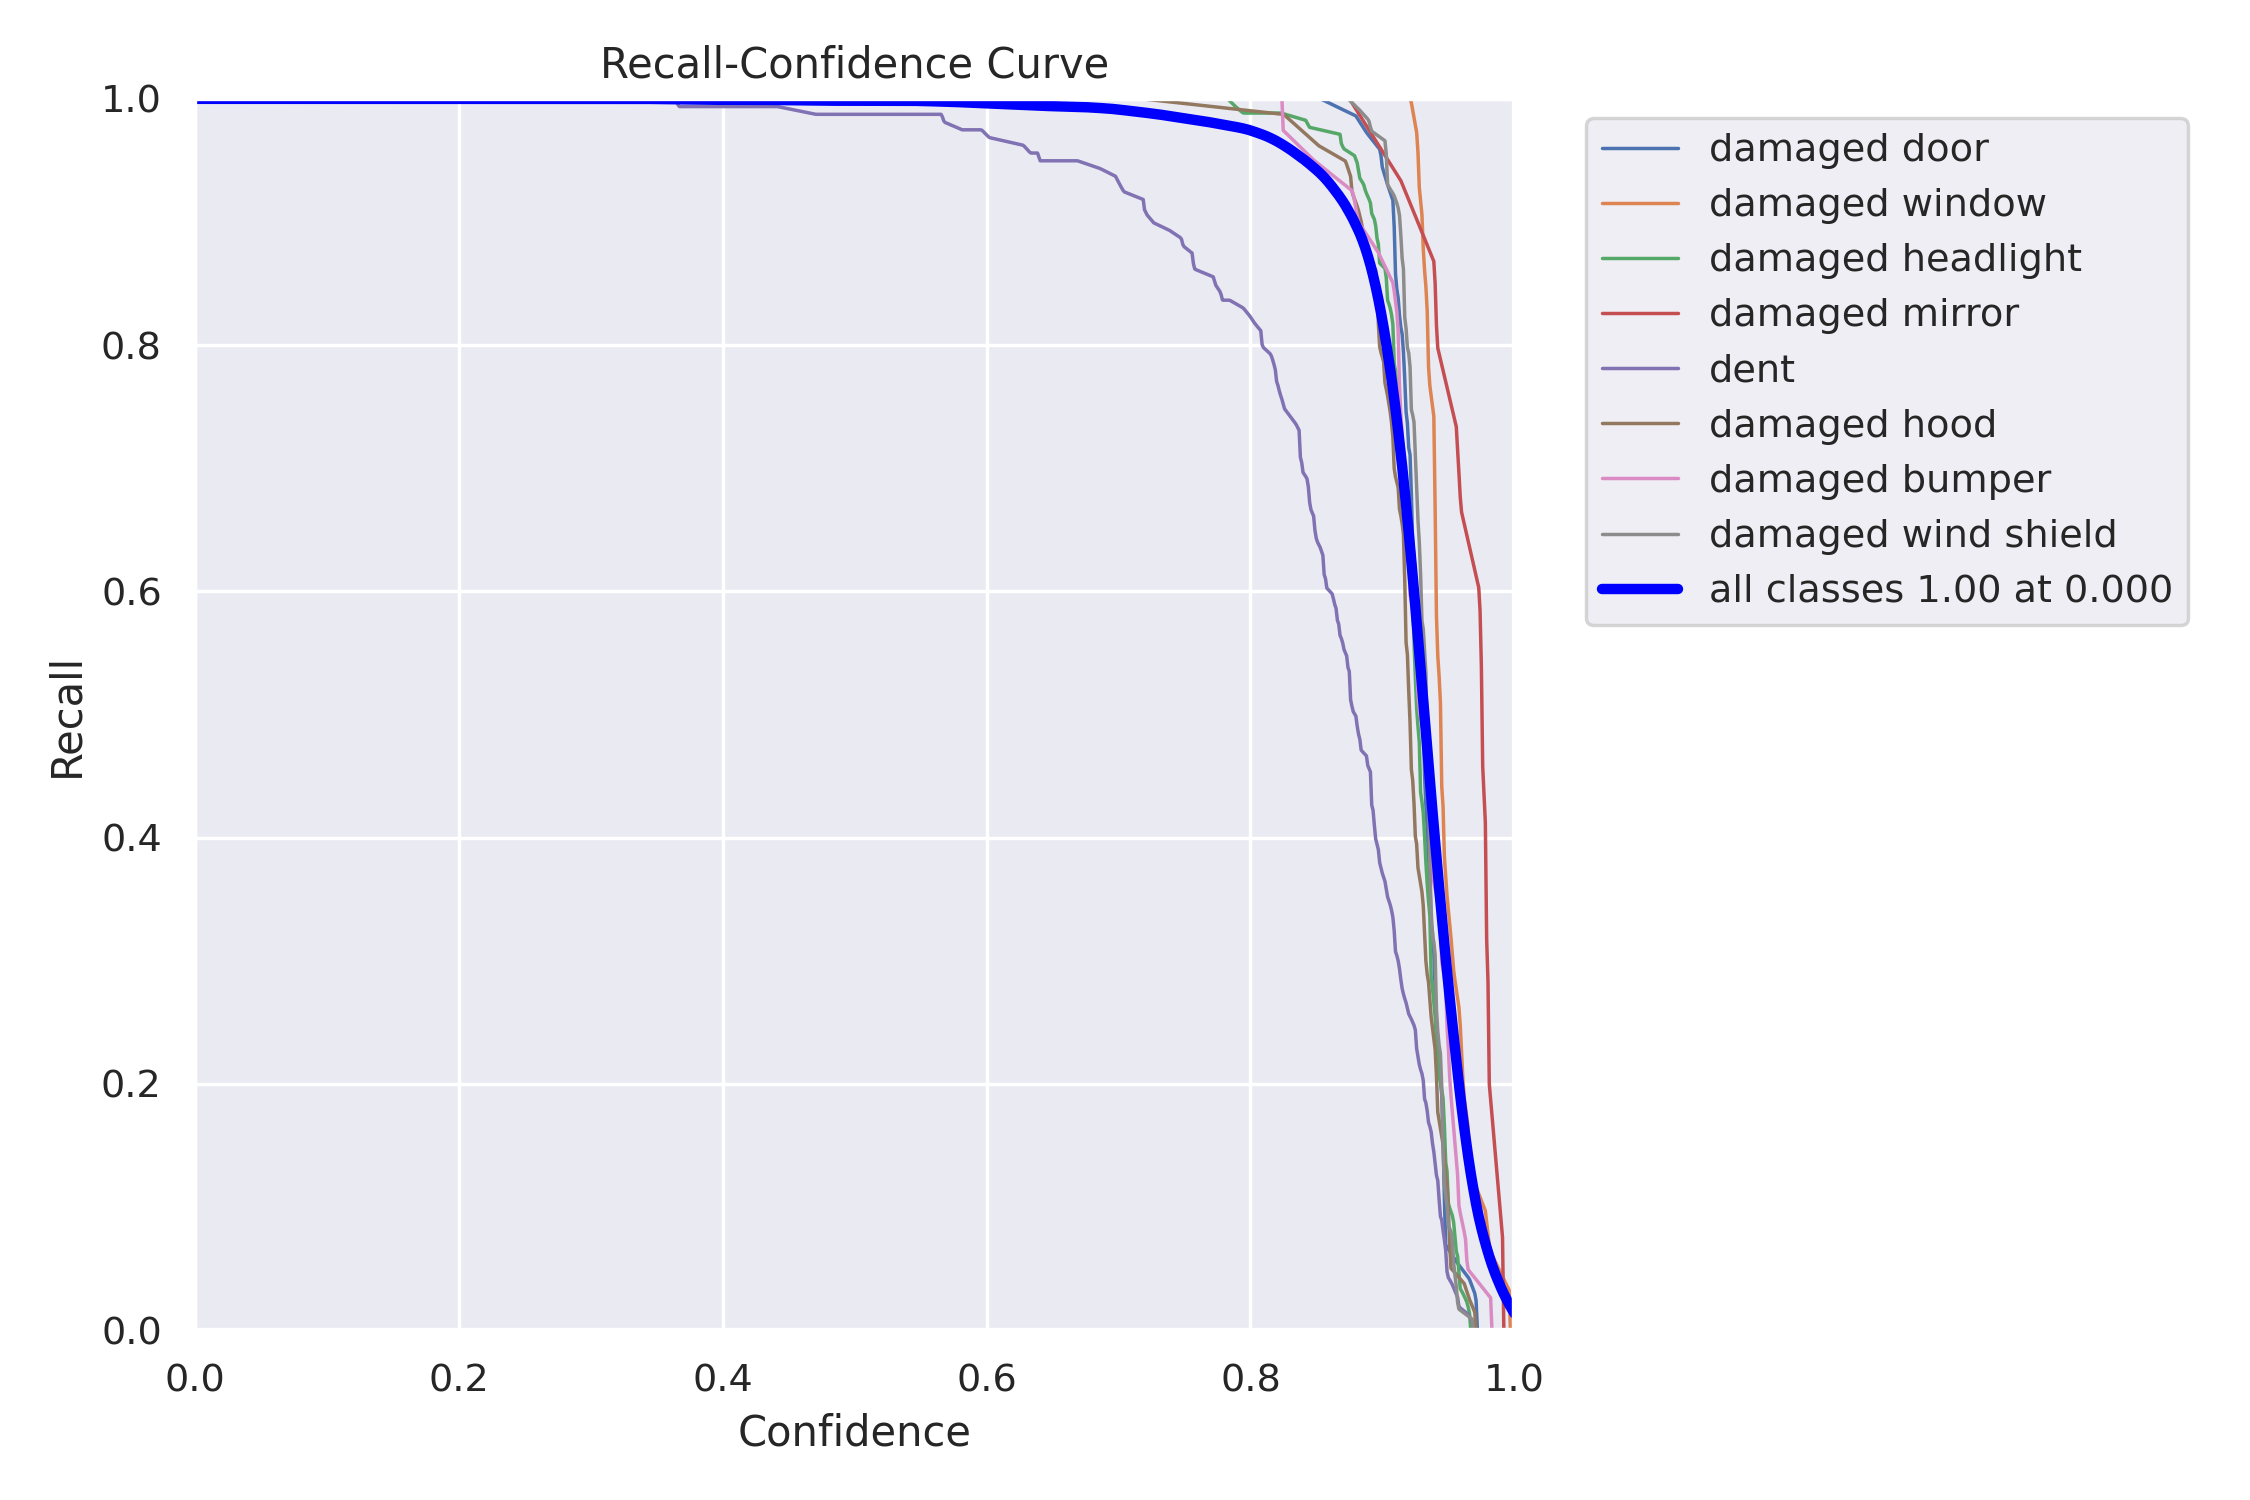 Recall-Confidence Curve
1.0
0.8
0.6
0.4
0.2
0.0
Recall
0.0 0.2 0.4 0.6 0.8 1.0
Confidence
damaged door
damaged window
damaged headlight
damaged mirror
dent
damaged hood
damaged bumper
damaged wind shield
all classes 1.00 at 0.000